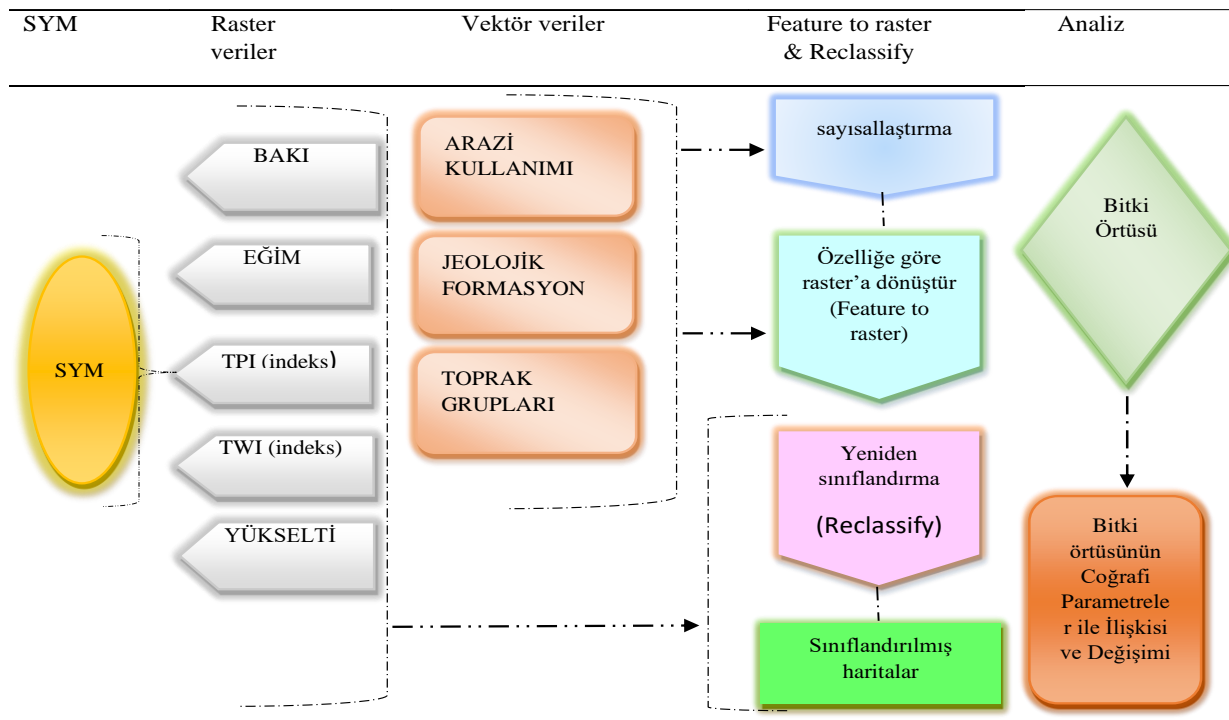 SYM
Raster
veriler
Vektör veriler
Feature to raster
& Reclassify
Analiz
SYM
BAKI
EĞİM
TPI (indeks)
TWI (indeks)
YÜKSELTİ
ARAZİ
KULLANIMI
JEOLOJİK
FORMASYON
TOPRAK
GRUPLARI
sayısallaştırma
Özelliğe göre
raster’a dönüştür
(Feature to
raster)
Yeniden
sınıflandırma
(Reclassify)
Sınıflandırılmış
haritalar
Bitki
Örtüsü
Bitki
örtüsünün
Coğrafi
Parametrele
r ile İlişkisi
ve Değişimi